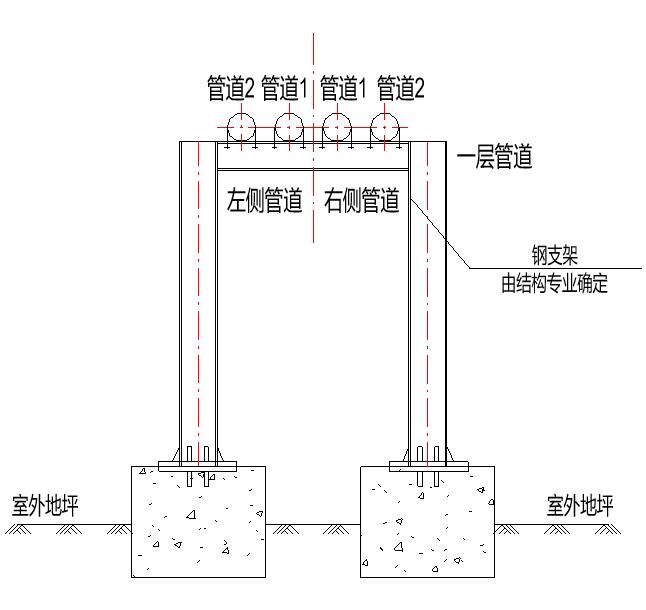 管道2 管道1 管道1 管道2
一层管道
左侧管道 右侧管道
钢支架
由结构专业确定
室外地坪 室外地坪